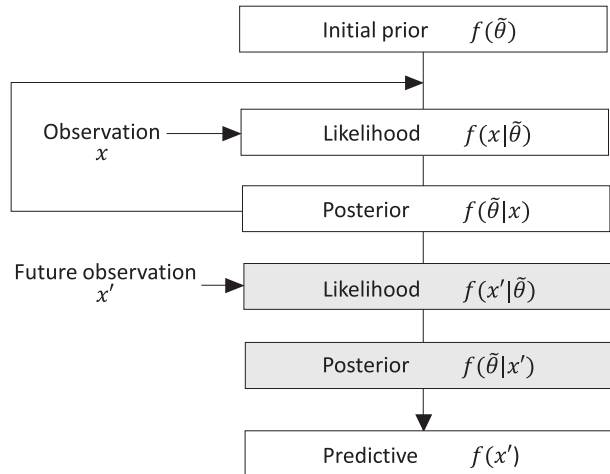 Initial prior f(θ̃)
Observation
x
Likelihood f(x|θ̃)
Posterior f(θ̃|x)
Future observation
x′
Likelihood f(x′|θ̃)
Posterior f(θ̃|x′)
Predictive f(x′)